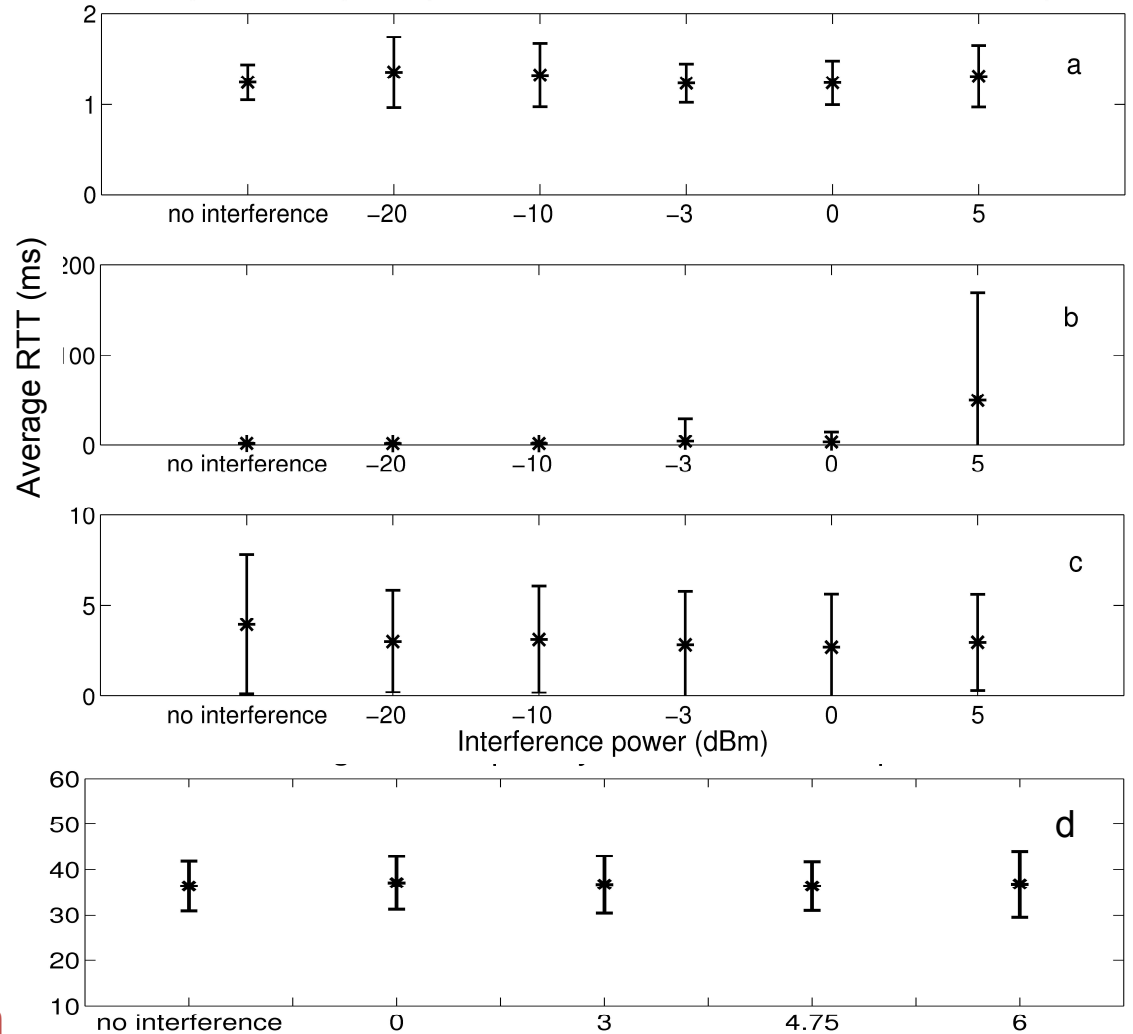 2
a
1
0
no interference −20 −10 −3 0 5
Average RTT (ms)
200
b
100
0
no interference −20 −10 −3 0 5
10
c
5
0
no interference −20 −10 −3 0 5
Interference power (dBm)
60
d
50
40
30
20
10
no interference 0 3 4.75 6